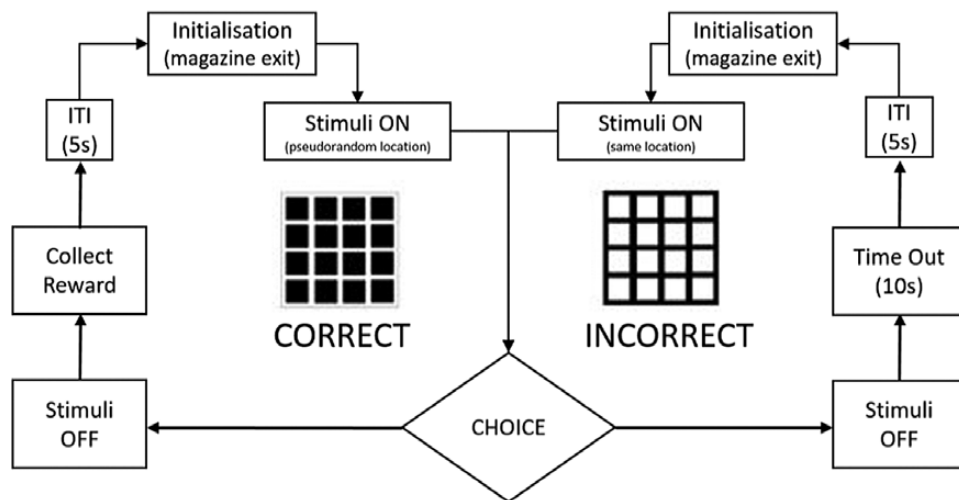 Initialisation
(magazine exit)
Initialisation
(magazine exit)
ITI
(5s)
Stimuli ON
(pseudorandom location)
Stimuli ON
(same location)
ITI
(5s)
Collect
Reward
CORRECT
INCORRECT
Time Out
(10s)
Stimuli
OFF
CHOICE
Stimuli
OFF